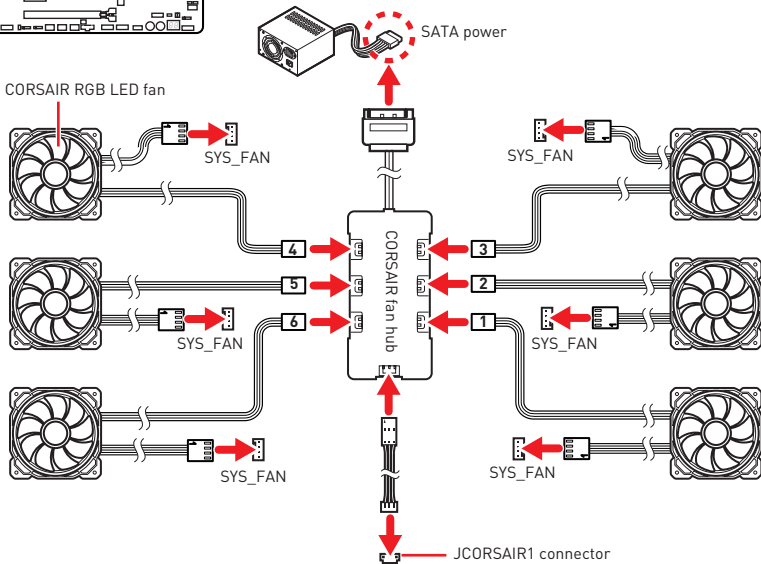 SATA power
CORSAIR RGB LED fan
SYS_FAN
SYS_FAN
4
3
CORSAIR fan hub
5
2
6
1
SYS_FAN
SYS_FAN
SYS_FAN
SYS_FAN
JCORSAIR1 connector